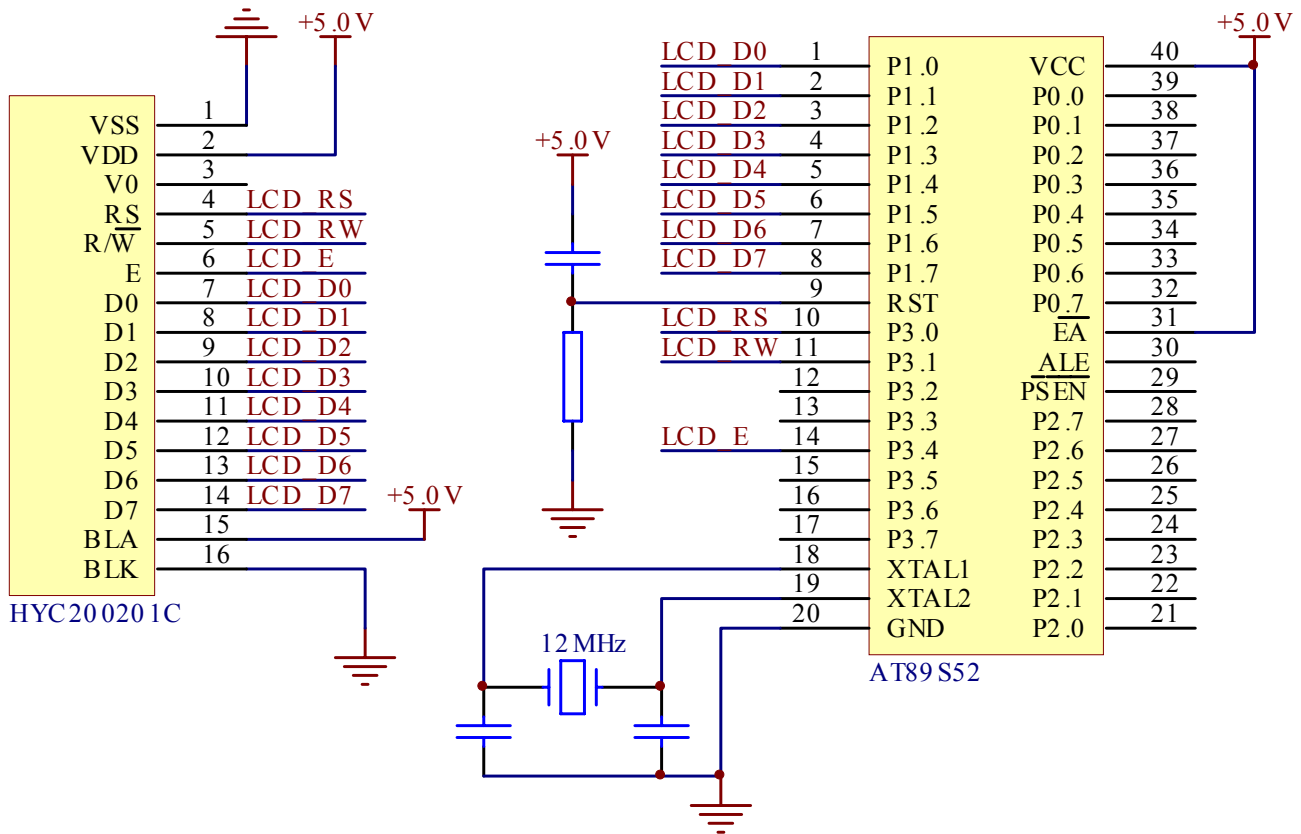 +5.0V
1
VSS
2
VDD
3
V0
4
RS
LCD_RS
5
R/W
LCD_RW
6
E
LCD_E
7
D0
LCD_D0
8
D1
LCD_D1
9
D2
LCD_D2
10
D3
LCD_D3
11
D4
LCD_D4
12
D5
LCD_D5
13
D6
LCD_D6
14
D7
LCD_D7
15
BLA
+5.0V
16
BLK
HYC200201C
+5.0V
12MHz
+5.0V
LCD_D0 1 P1.0 VCC 40
LCD_D1 2 P1.1 P0.0 39
LCD_D2 3 P1.2 P0.1 38
LCD_D3 4 P1.3 P0.2 37
LCD_D4 5 P1.4 P0.3 36
LCD_D5 6 P1.5 P0.4 35
LCD_D6 7 P1.6 P0.5 34
LCD_D7 8 P1.7 P0.6 33
9 RST P0.7 32
LCD_RS 10 P3.0 EA 31
LCD_RW 11 P3.1 ALE 30
12 P3.2 PSEN 29
13 P3.3 P2.7 28
LCD_E 14 P3.4 P2.6 27
15 P3.5 P2.5 26
16 P3.6 P2.4 25
17 P3.7 P2.3 24
18 XTAL1 P2.2 23
19 XTAL2 P2.1 22
20 GND P2.0 21
AT89S52